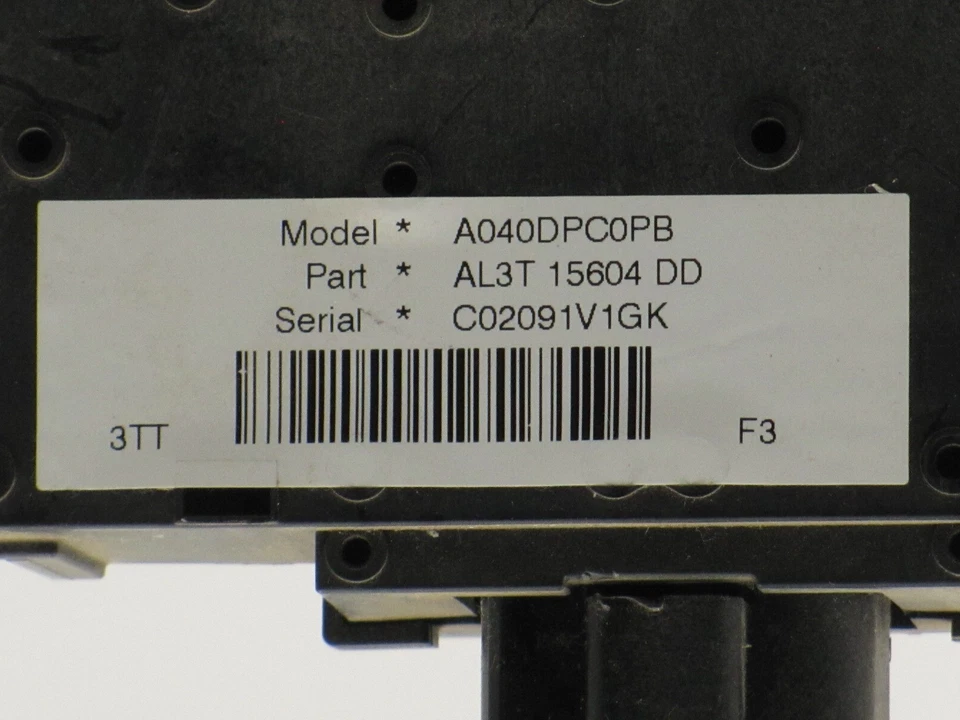 Model * A040DPC0PB
Part * AL3T 15604 DD
Serial * C02091V1GK
3TT F3